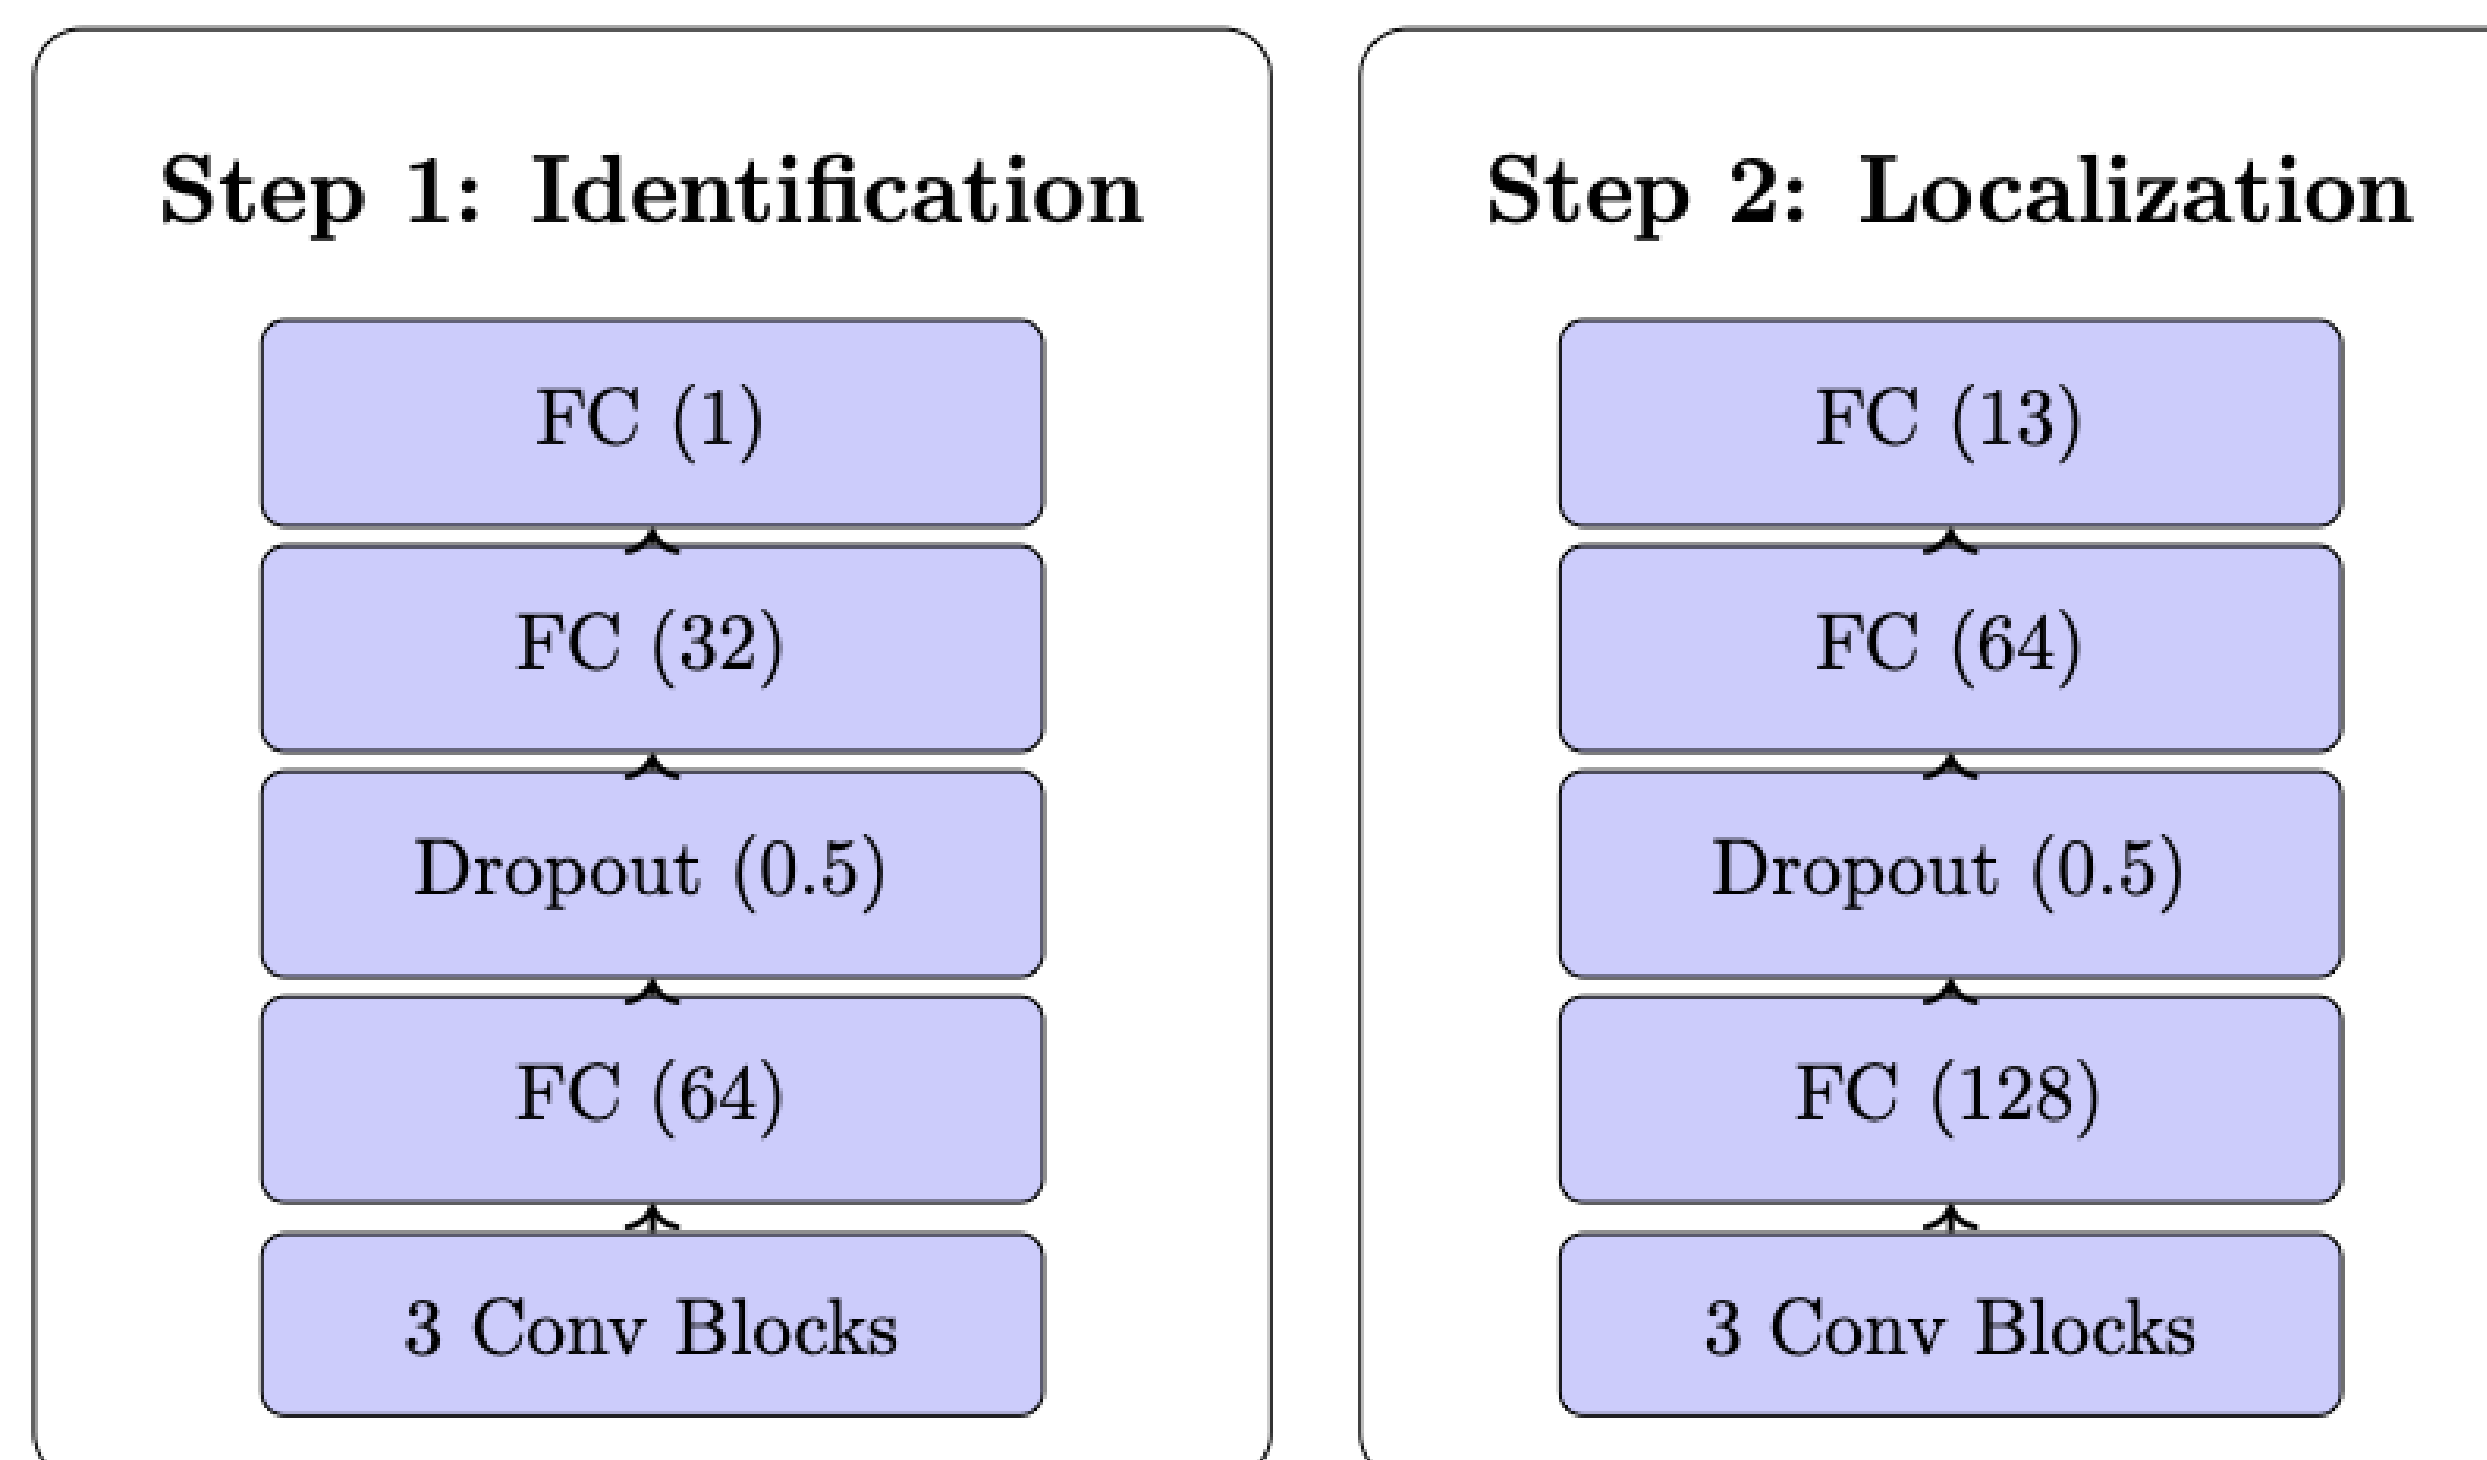 Step 1: Identification
FC (1)
FC (32)
Dropout (0.5)
FC (64)
3 Conv Blocks
Step 2: Localization
FC (13)
FC (64)
Dropout (0.5)
FC (128)
3 Conv Blocks